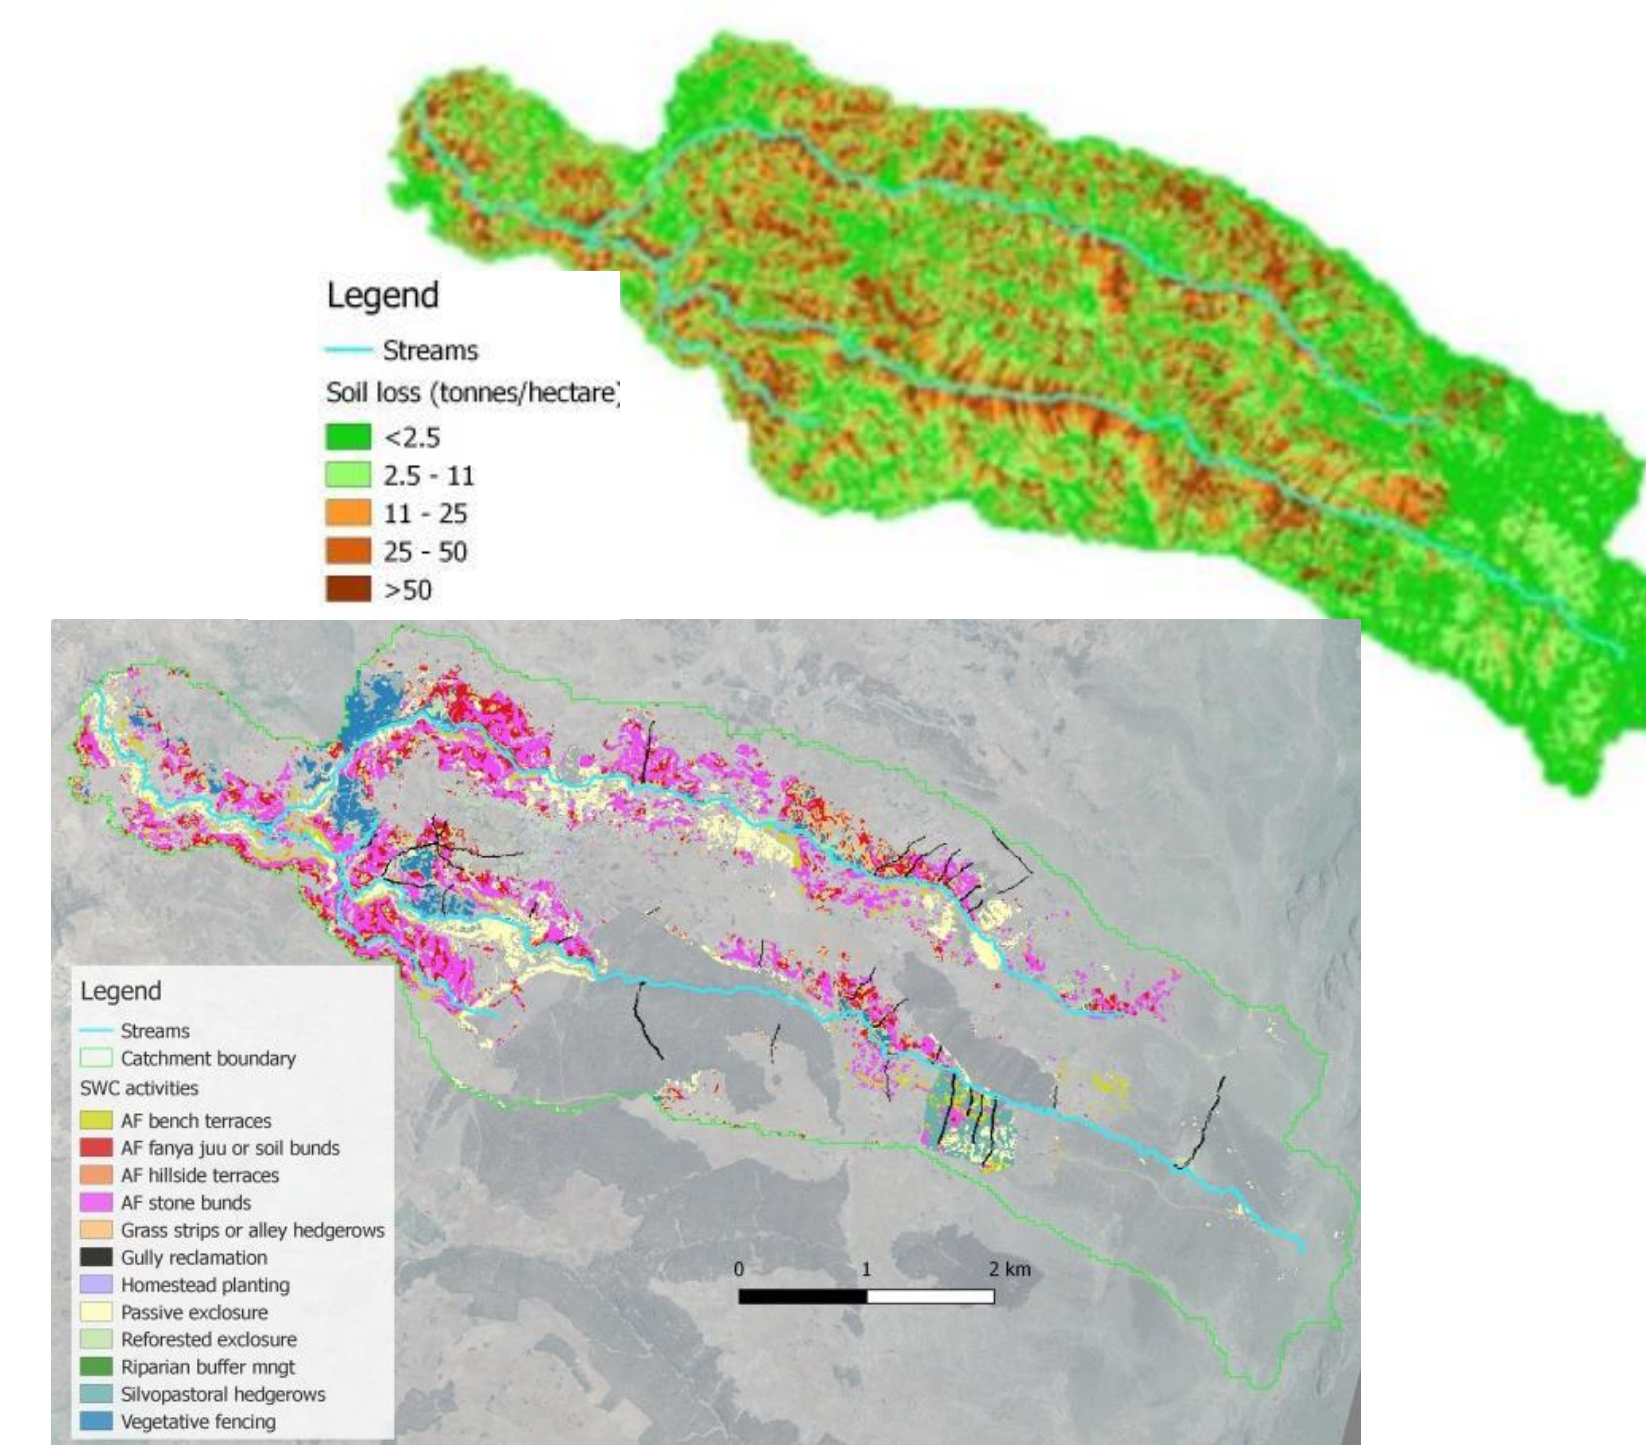 Legend
Streams
Soil loss (tonnes/hectare)
<2.5
2.5 - 11
11 - 25
25 - 50
>50
Legend
Streams
Catchment boundary
SWC activities
AF bench terraces
AF fanya juu or soil bunds
AF hillside terraces
AF stone bunds
Grass strips or alley hedgerows
Gully reclamation
Homestead planting
Passive exclosure
Reforested exclosure
Riparian buffer mngt
Silvopastoral hedgerows
Vegetative fencing
0 1 2 km